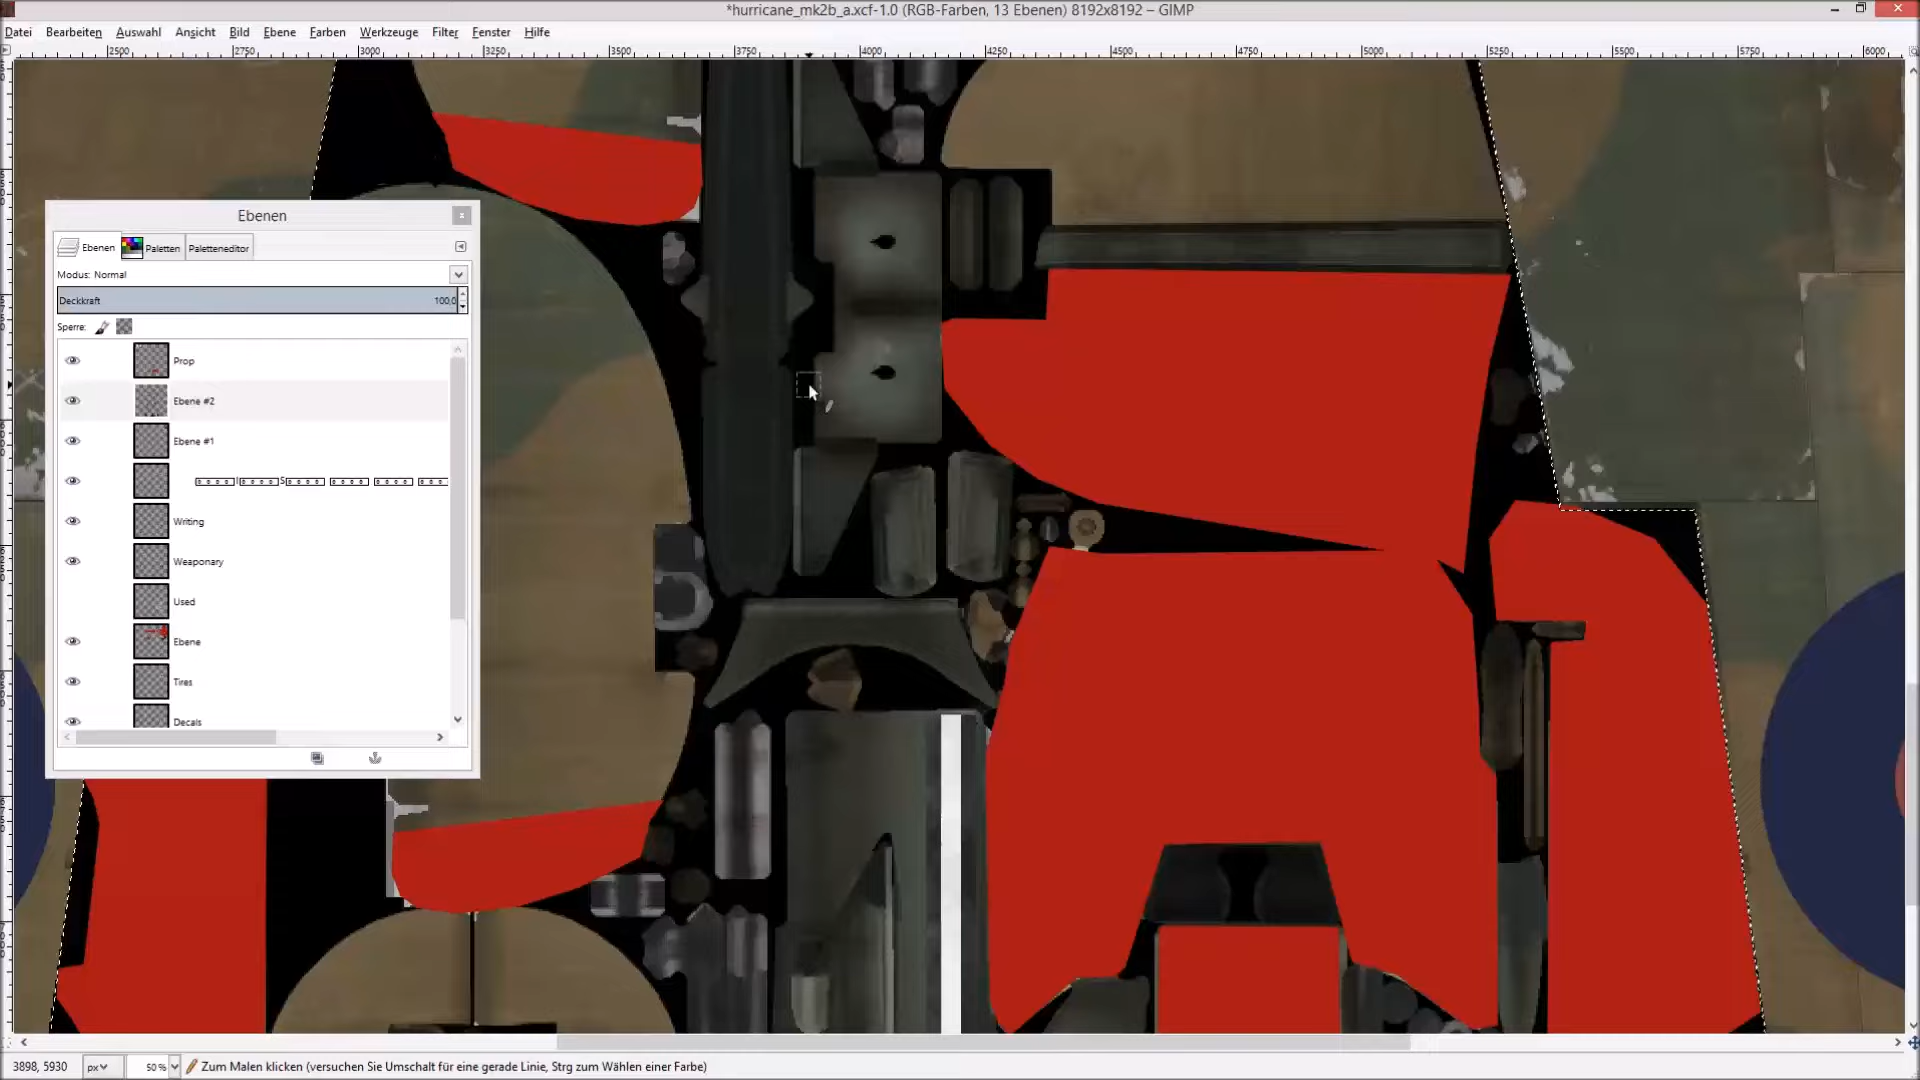 *hurricane_mk2b_a.xcf-1.0 (RGB-Farben, 13 Ebenen) 8192x8192 – GIMP
Datei Bearbeiten Auswahl Ansicht Bild Ebene Farben Werkzeuge Filter Fenster Hilfe
2500 2750 3000 3250 3500 3750 4000 4250 4500 4750 5000 5250 5500 5750 6000
Ebenen
Ebenen Paletten Paletteneditor
Modus: Normal
Deckkraft 100,0
Sperre:
Prop
Ebene #2
Ebene #1
Writing
Weaponary
Used
Ebene
Tires
Decals
3898, 5930 px 50 % Zum Malen klicken (versuchen Sie Umschalt für eine gerade Linie, Strg zum Wählen einer Farbe)